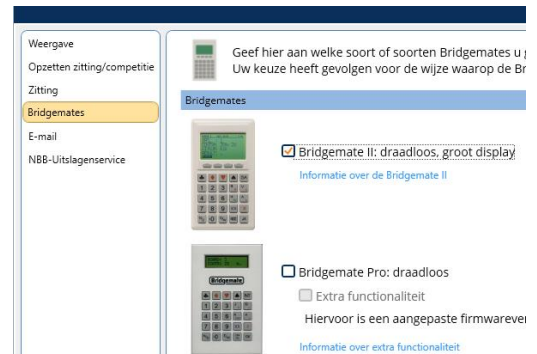 Weergave
Opzetten zitting/competitie
Zitting
Bridgemates
E-mail
NBB-Uitslagenservice
Geef hier aan welke soort of soorten Bridgemates u
Uw keuze heeft gevolgen voor de wijze waarop de Br
Bridgemates
Bridgemate II: draadloos, groot display
Informatie over de Bridgemate II
Bridgemate
Bridgemate Pro: draadloos
Extra functionaliteit
Hiervoor is een aangepaste firmwarever
Informatie over extra functionaliteit